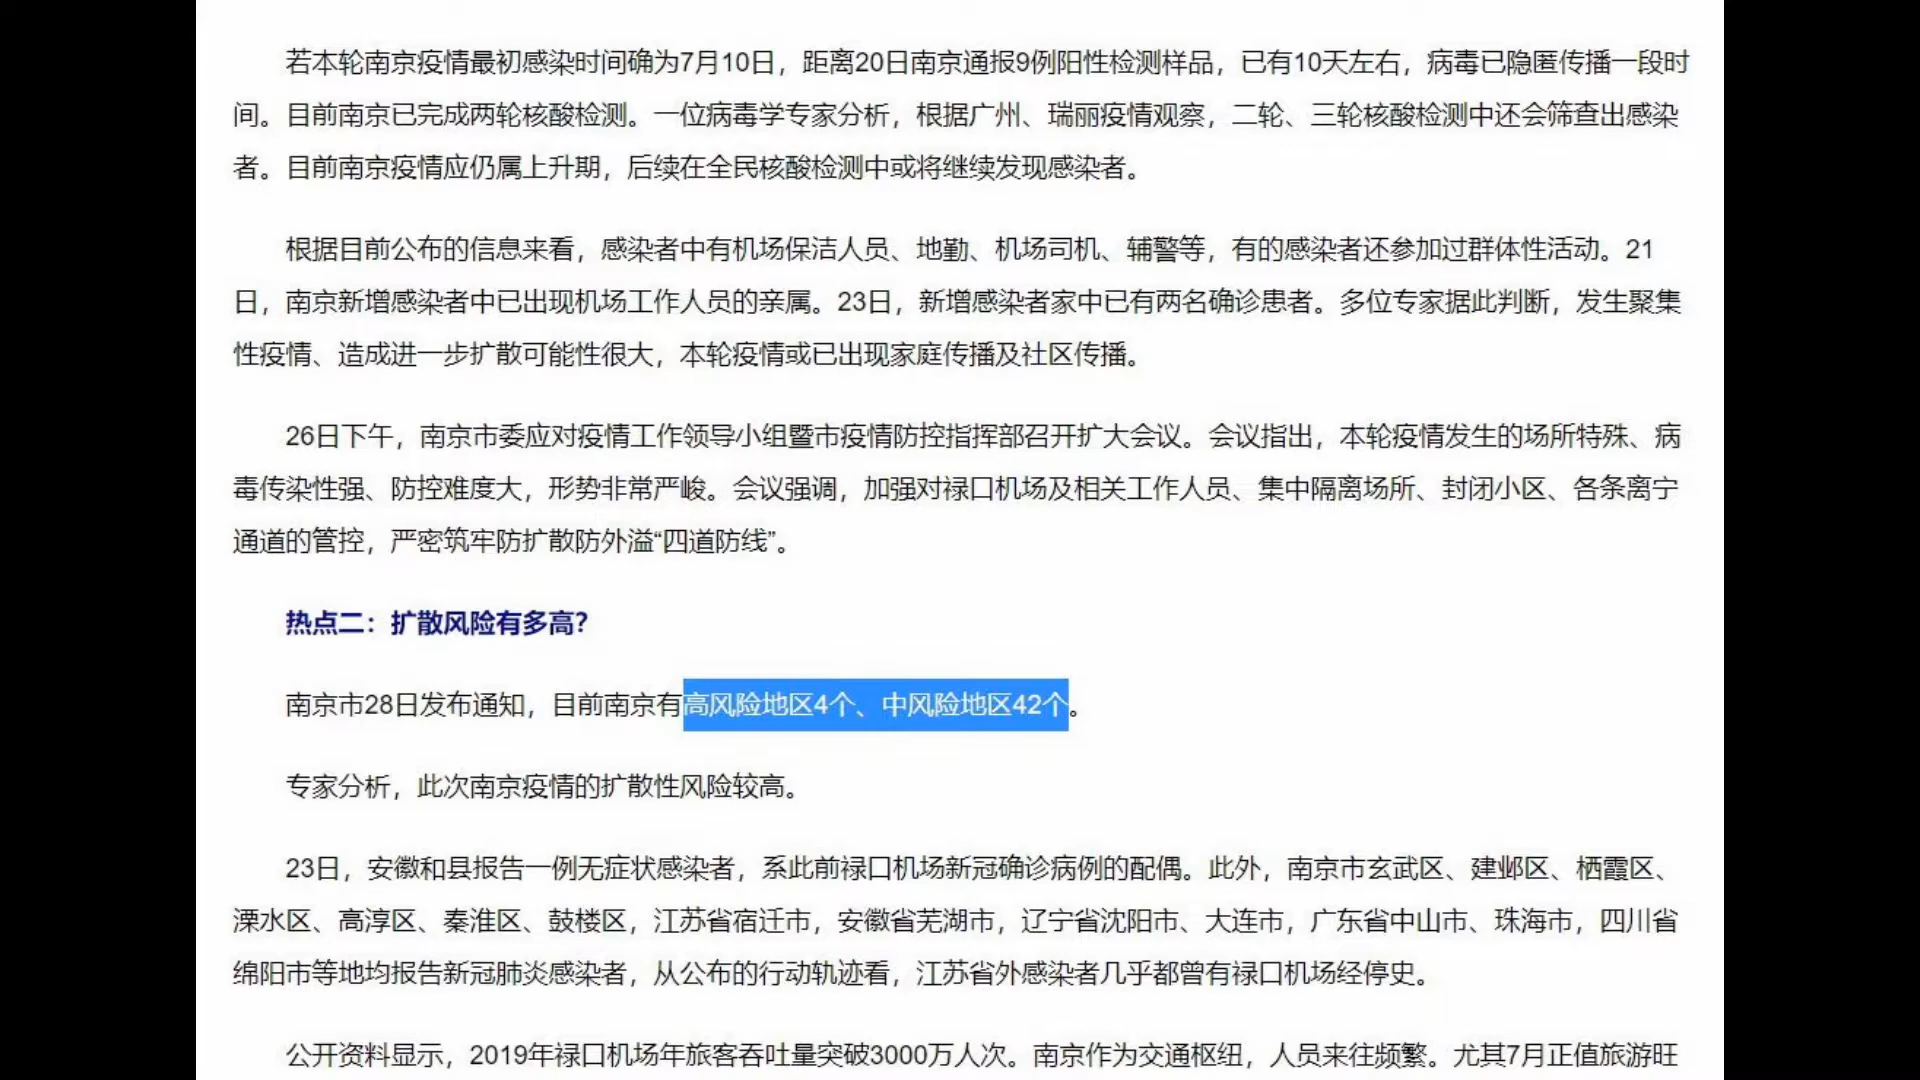 若本轮南京疫情最初感染时间确为7月10日，距离20日南京通报9例阳性检测样品，已有10天左右，病毒已隐匿传播一段时
间。目前南京已完成两轮核酸检测。一位病毒学专家分析，根据广州、瑞丽疫情观察，二轮、三轮核酸检测中还会筛查出感染
者。目前南京疫情应仍属上升期，后续在全民核酸检测中或将继续发现感染者。
根据目前公布的信息来看，感染者中有机场保洁人员、地勤、机场司机、辅警等，有的感染者还参加过群体性活动。21
日，南京新增感染者中已出现机场工作人员的亲属。23日，新增感染者家中已有两名确诊患者。多位专家据此判断，发生聚集
性疫情、造成进一步扩散可能性很大，本轮疫情或已出现家庭传播及社区传播。
26日下午，南京市委应对疫情工作领导小组暨市疫情防控指挥部召开扩大会议。会议指出，本轮疫情发生的场所特殊、病
毒传染性强、防控难度大，形势非常严峻。会议强调，加强对禄口机场及相关工作人员、集中隔离场所、封闭小区、各条离宁
通道的管控，严密筑牢防扩散防外溢“四道防线”。
热点二：扩散风险有多高？
南京市28日发布通知，目前南京有高风险地区4个、中风险地区42个。
专家分析，此次南京疫情的扩散性风险较高。
23日，安徽和县报告一例无症状感染者，系此前禄口机场新冠确诊病例的配偶。此外，南京市玄武区、建邺区、栖霞区、
溧水区、高淳区、秦淮区、鼓楼区，江苏省宿迁市，安徽省芜湖市，辽宁省沈阳市、大连市，广东省中山市、珠海市，四川省
绵阳市等地均报告新冠肺炎感染者，从公布的行动轨迹看，江苏省外感染者几乎都曾有禄口机场经停史。
公开资料显示，2019年禄口机场年旅客吞吐量突破3000万人次。南京作为交通枢纽，人员来往频繁。尤其7月正值旅游旺